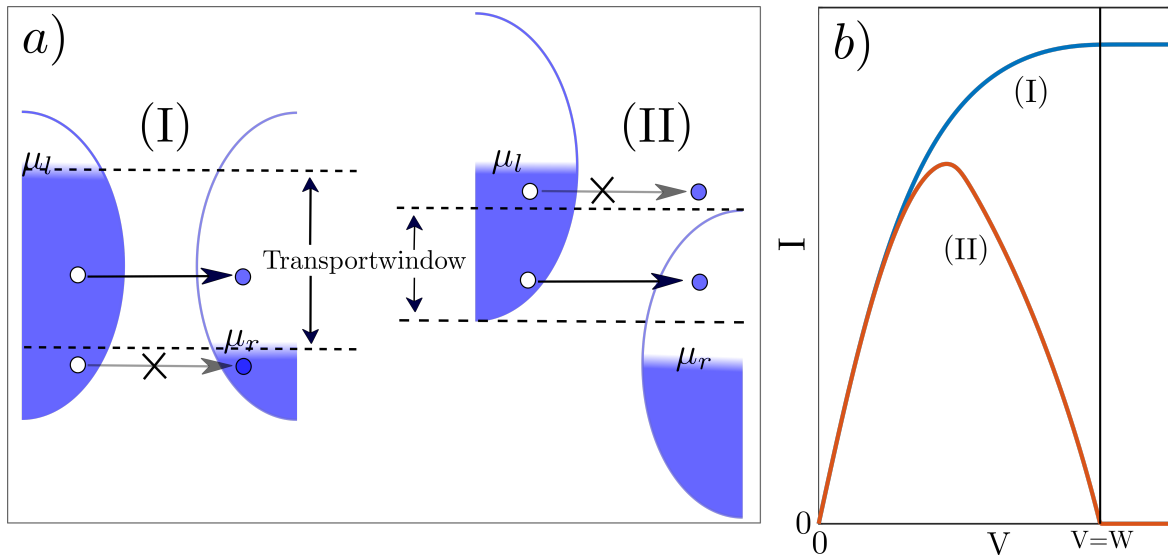 a)
(I)
(II)
μl
μl
μr
μr
Transportwindow
b)
(I)
(II)
I
0
0
V
V=W